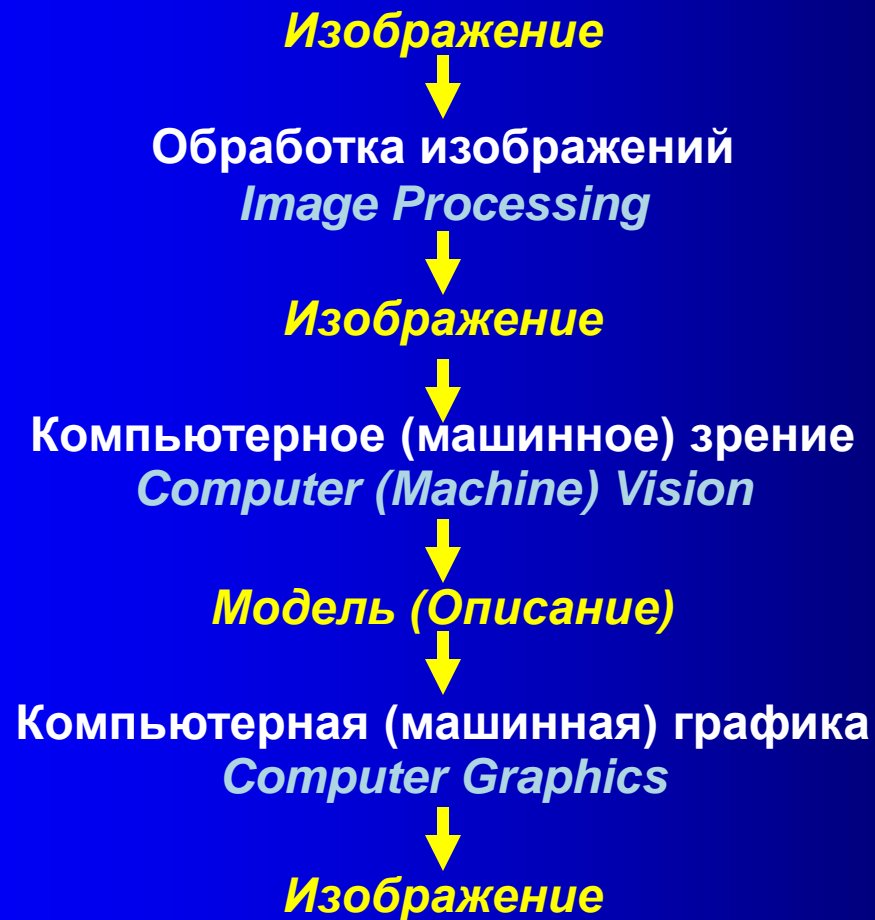 Изображение
Обработка изображений
Image Processing
Изображение
Компьютерное (машинное) зрение
Computer (Machine) Vision
Модель (Описание)
Компьютерная (машинная) графика
Computer Graphics
Изображение